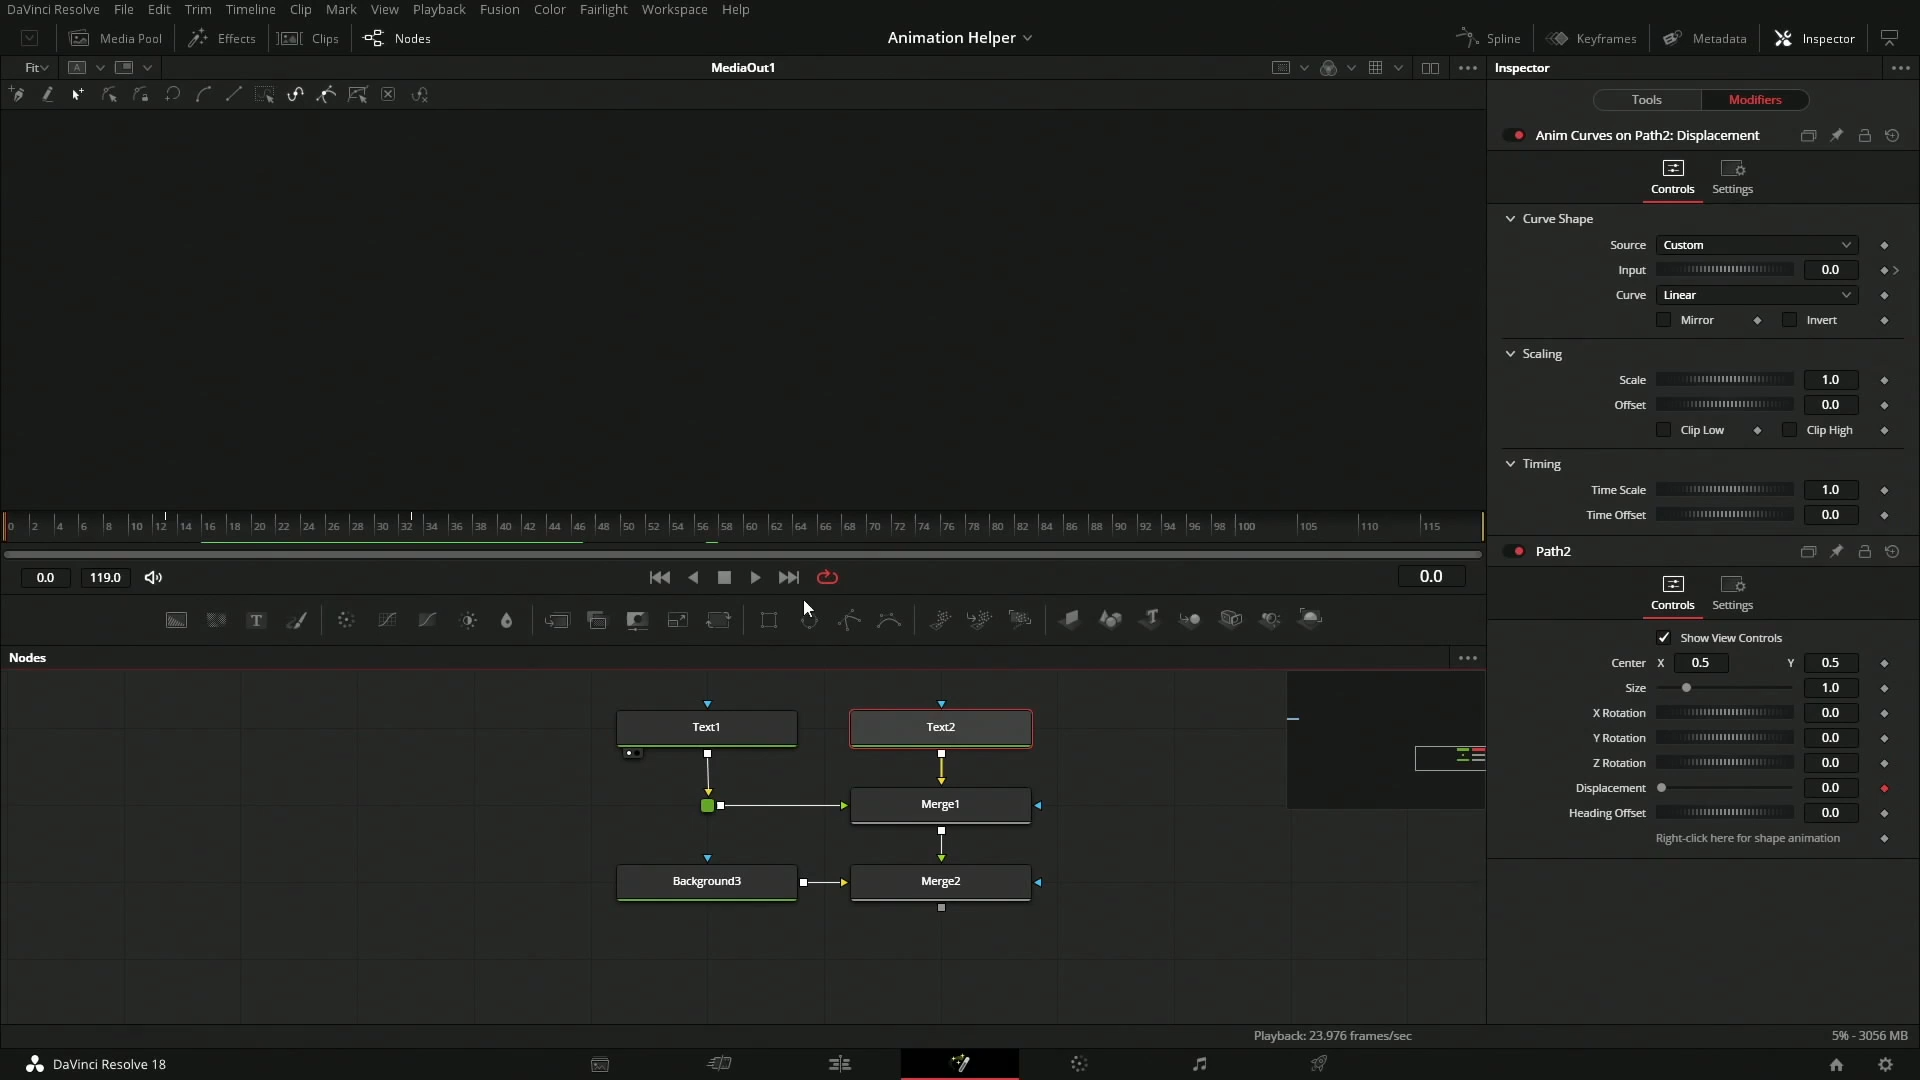 DaVinci Resolve File Edit Trim Timeline Clip Mark View Playback Fusion Color Fairlight Workspace Help
Media Pool Effects Clips Nodes Animation Helper Spline Keyframes Metadata Inspector
Fit A MediaOut1 Inspector
Tools Modifiers
Anim Curves on Path2: Displacement
Controls Settings
Curve Shape
Source Custom
Input 0.0
Curve Linear
Mirror Invert
Scaling
Scale 1.0
Offset 0.0
Clip Low Clip High
Timing
Time Scale 1.0
Time Offset 0.0
0 2 4 6 8 10 12 14 16 18 20 22 24 26 28 30 32 34 36 38 40 42 44 46 48 50 52 54 56 58 60 62 64 66 68 70 72 74 76 78 80 82 84 86 88 90 92 94 96 98 100 105 110 115
Path2
0.0 119.0 0.0
Controls Settings
T T
Show View Controls
Nodes
Center X 0.5 Y 0.5
Size 1.0
X Rotation 0.0
Text1 Text2
Y Rotation 0.0
Z Rotation 0.0
Displacement 0.0
Merge1
Heading Offset 0.0
Right-click here for shape animation
Background3 Merge2
Playback: 23.976 frames/sec 5% - 3056 MB
DaVinci Resolve 18